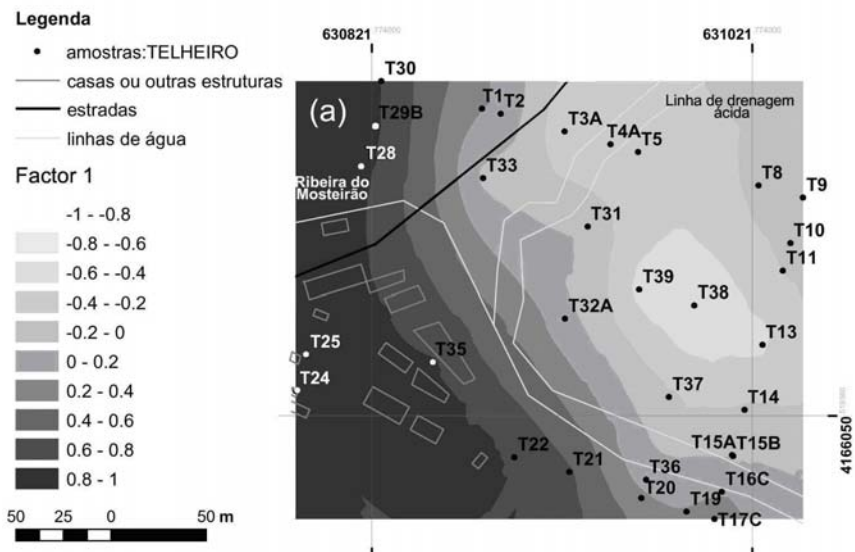 Legenda
amostras:TELHEIRO
casas ou outras estruturas
estradas
linhas de água
Factor 1
-1 - -0.8
-0.8 - -0.6
-0.6 - -0.4
-0.4 - -0.2
-0.2 - 0
0 - 0.2
0.2 - 0.4
0.4 - 0.6
0.6 - 0.8
0.8 - 1
50 25 0 50 m
630821
774000
631021
774000
T30
(a)
T1
T2
Linha de drenagem
ácida
T29B
T3A
T4A
T5
T28
T33
Ribeira do
Mosteirão
T8
T9
T31
T10
T11
T39
T38
T32A
T25
T35
T13
T24
T37
T14
4166050
T22
T21
T15A
T15B
T36
T16C
T20
T19
T17C